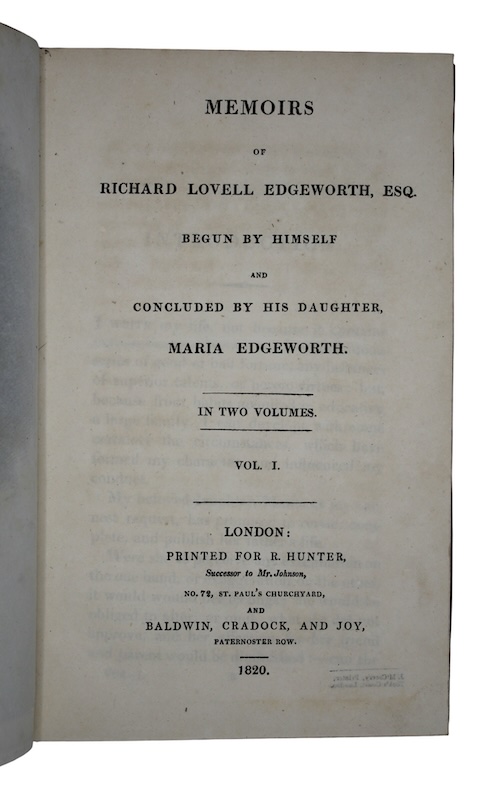 MEMOIRS
OF
RICHARD LOVELL EDGEWORTH, ESQ.
BEGUN BY HIMSELF
AND
CONCLUDED BY HIS DAUGHTER,
MARIA EDGEWORTH.
IN TWO VOLUMES.
VOL. I.
LONDON:
PRINTED FOR R. HUNTER,
Successor to Mr. Johnson,
NO. 72, ST. PAUL'S CHURCHYARD,
AND
BALDWIN, CRADOCK, AND JOY,
PATERNOSTER ROW.
1820.